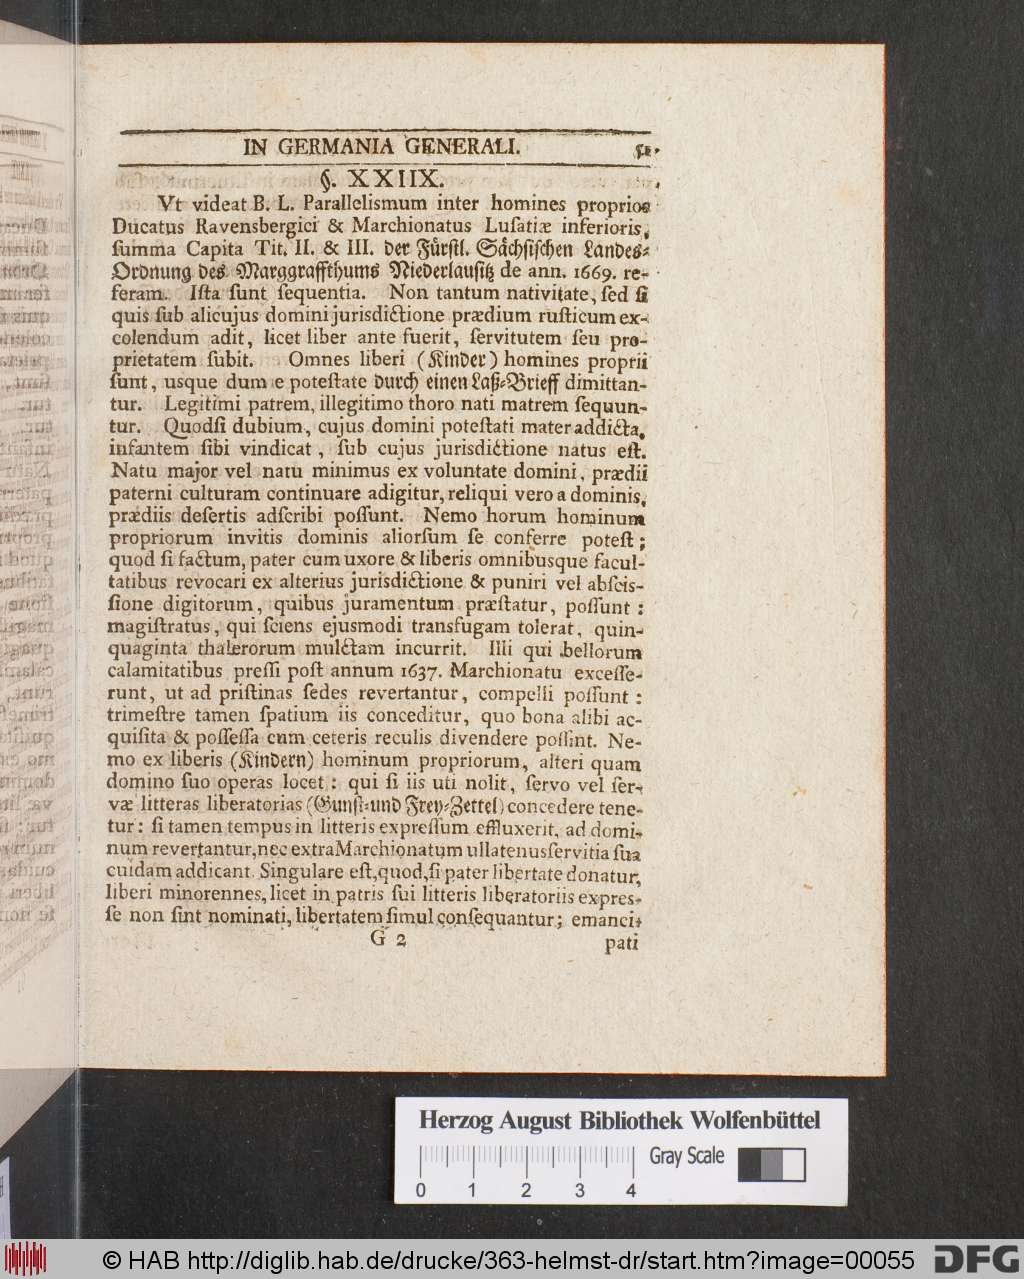 IN GERMANIA GENERALI. 51.
§. XXIIX.
Vt videat B. L. Parallelismum inter homines proprios
Ducatus Ravensbergici & Marchionatus Luſatiæ inferioris,
ſumma Capita Tit. II. & III. der Fürſtl. Sächſiſchen Landes-
Ordnung des Marggraffthums Niederlauſitz de ann. 1669. re-
feram. Iſta ſunt ſequentia. Non tantum nativitate, ſed ſi
quis ſub alicujus domini jurisdictione prædium ruſticum ex-
colendum adit, licet liber ante fuerit, ſervitutem ſeu pro-
prietatem ſubit. Omnes liberi (Kinder) homines proprii
ſunt, usque dum e poteſtate durch einen Laß-Brieff dimittan-
tur. Legitimi patrem, illegitimo thoro nati matrem ſequun-
tur. Quodſi dubium, cujus domini poteſtati mater addicta,
infantem ſibi vindicat, ſub cujus jurisdictione natus eſt.
Natu major vel natu minimus ex voluntate domini, prædii
paterni culturam continuare adigitur, reliqui vero a dominis,
prædiis deſertis adſcribi poſſunt. Nemo horum hominum
propriorum invitis dominis aliorſum ſe conferre poteſt;
quod ſi factum, pater cum uxore & liberis omnibusque facul-
tatibus revocari ex alterius jurisdictione & puniri vel abſcis-
ſione digitorum, quibus juramentum præſtatur, poſſunt:
magiſtratus, qui ſciens ejusmodi transfugam tolerat, quin-
quaginta thalerorum mulctam incurrit. Illi qui bellorum
calamitatibus preſſi poſt annum 1637. Marchionatu exceſſe-
runt, ut ad priſtinas ſedes revertantur, compelli poſſunt:
trimeſtre tamen ſpatium iis conceditur, quo bona alibi ac-
quiſita & poſſeſſa cum ceteris reculis divendere poſſint. Ne-
mo ex liberis (Kindern) hominum propriorum, alteri quam
domino ſuo operas locet: qui ſi iis uti nolit, ſervo vel ſer-
væ litteras liberatorias (Gunſt-und Frey-Zettel) concedere tene-
tur: ſi tamen tempus in litteris expreſſum effluxerit, ad domi-
num revertantur, nec extra Marchionatum ullatenus ſervitia ſua
cuidam addicant. Singulare eſt, quod, ſi pater libertate donatur,
liberi minorennes, licet in patris ſui litteris liberatoriis expres-
ſe non ſint nominati, libertatem ſimul conſequantur; emanci-
G 2 pati
Herzog August Bibliothek Wolfenbüttel
Gray Scale
0 1 2 3 4
© HAB http://diglib.hab.de/drucke/363-helmst-dr/start.htm?image=00055 DFG